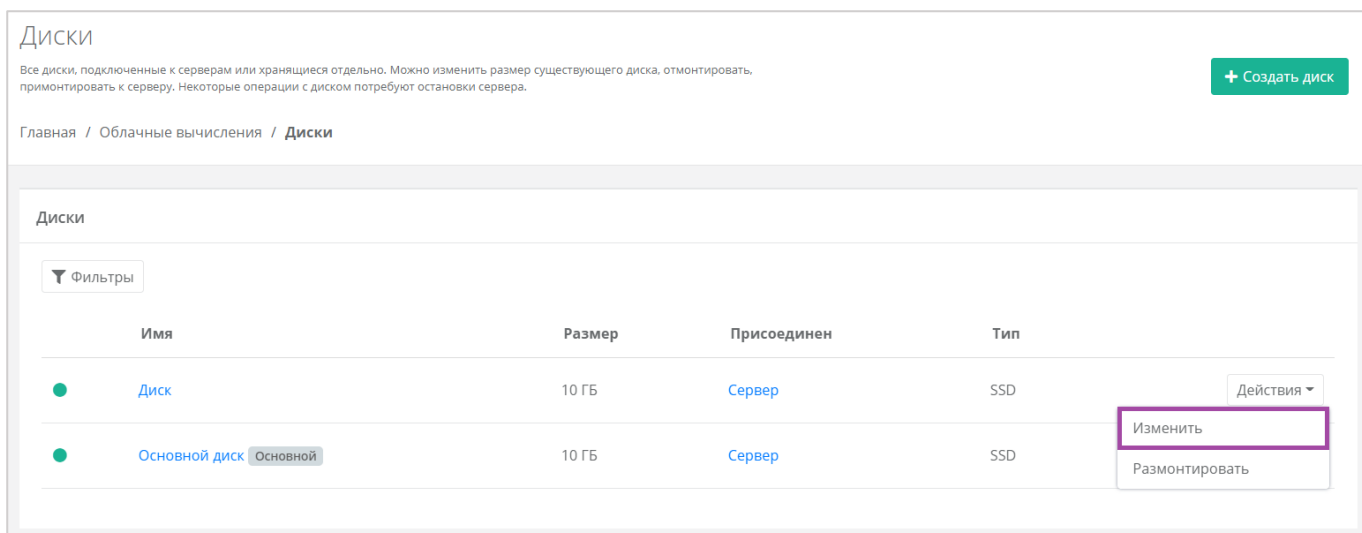 Диски
Все диски, подключенные к серверам или хранящиеся отдельно. Можно изменить размер существующего диска, отмонтировать,
примонтировать к серверу. Некоторые операции с диском потребуют остановки сервера.
+ Создать диск
Главная / Облачные вычисления / Диски
Диски
Фильтры
Имя Размер Присоединен Тип
Диск 10 ГБ Сервер SSD Действия
Изменить
Основной диск Основной 10 ГБ Сервер SSD
Размонтировать